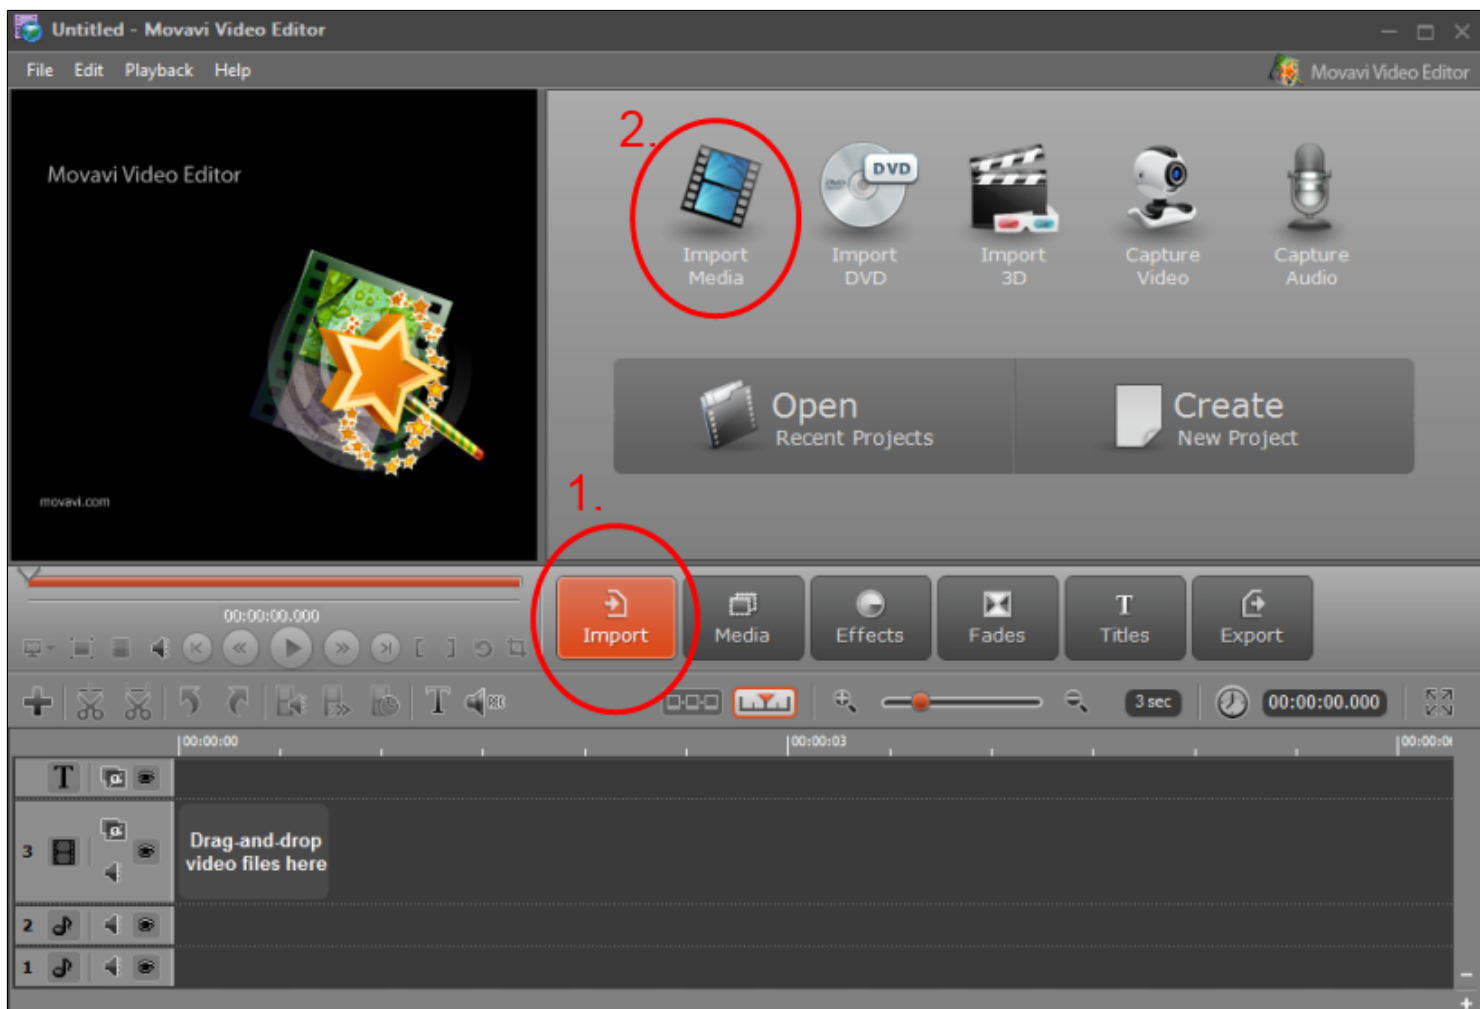 Untitled - Movavi Video Editor
File Edit Playback Help
Movavi Video Editor
Movavi Video Editor
movavi.com
2.
Import
Media
DVD
Import
DVD
Import
3D
Capture
Video
Capture
Audio
Open
Recent Projects
Create
New Project
1.
00:00:00.000
Import
Media
Effects
Fades
T
Titles
Export
T
REC
3 sec
00:00:00.000
00:00:00
00:00:03
T
α
3
α
Drag-and-drop
video files here
2
1